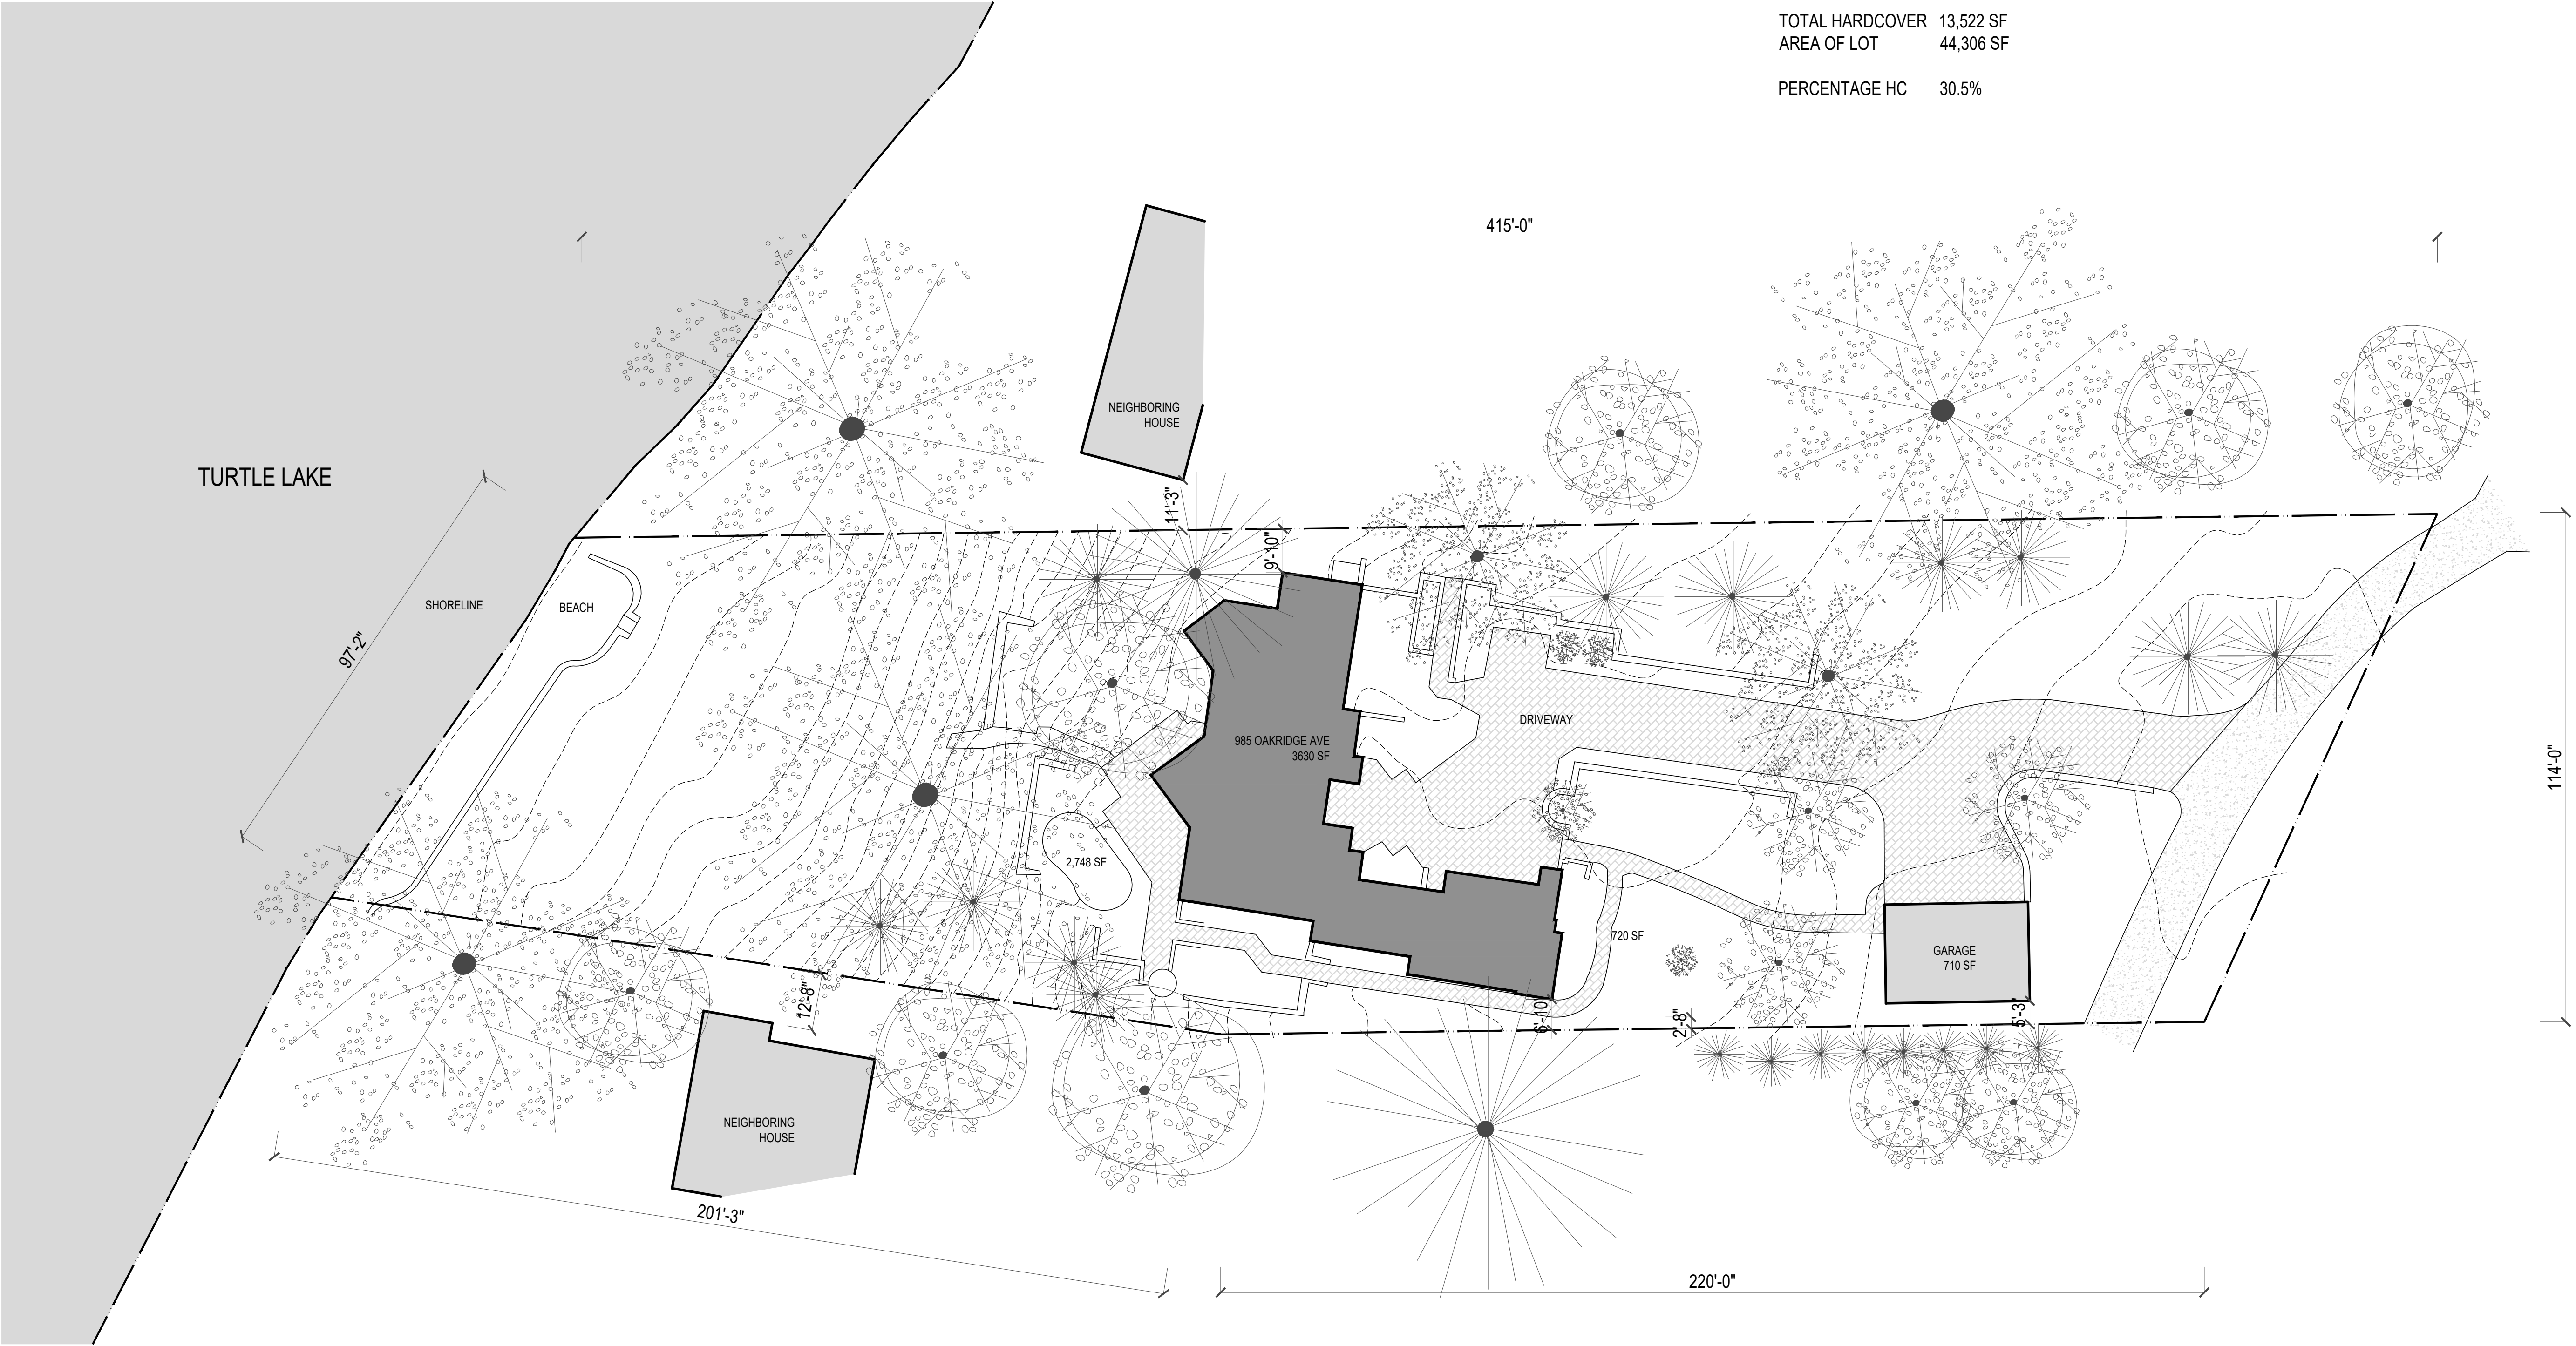 TOTAL HARDCOVER 13,522 SF
AREA OF LOT 44,306 SF
PERCENTAGE HC 30.5%
415'-0"
NEIGHBORING
HOUSE
TURTLE LAKE
11'-3"
9'-10"
SHORELINE
BEACH
97'-2"
DRIVEWAY
985 OAKRIDGE AVE
3630 SF
114'-0"
2,748 SF
720 SF
GARAGE
710 SF
12'-8"
6'-10"
2'-8"
5'-3"
NEIGHBORING
HOUSE
201'-3"
220'-0"